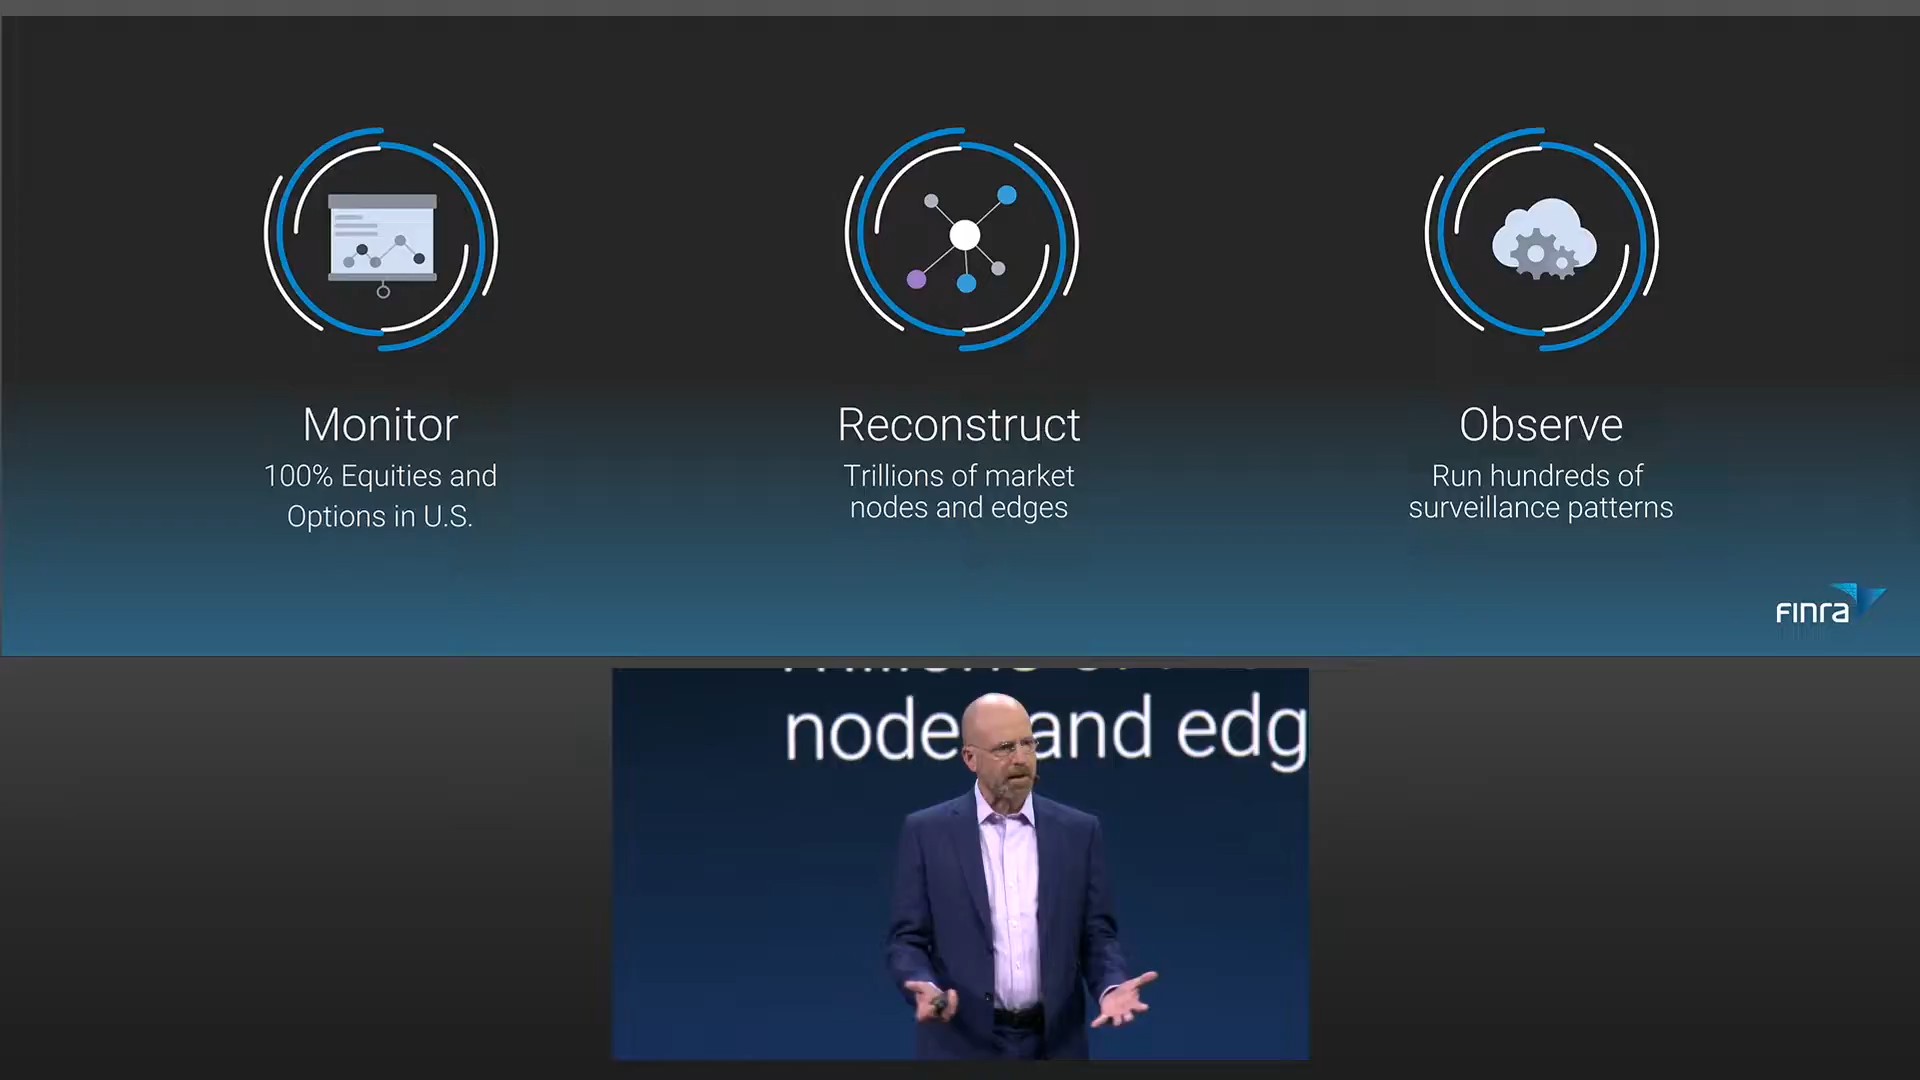 Monitor
100% Equities and
Options in U.S.
Reconstruct
Trillions of market
nodes and edges
Observe
Run hundreds of
surveillance patterns
finra
and edg